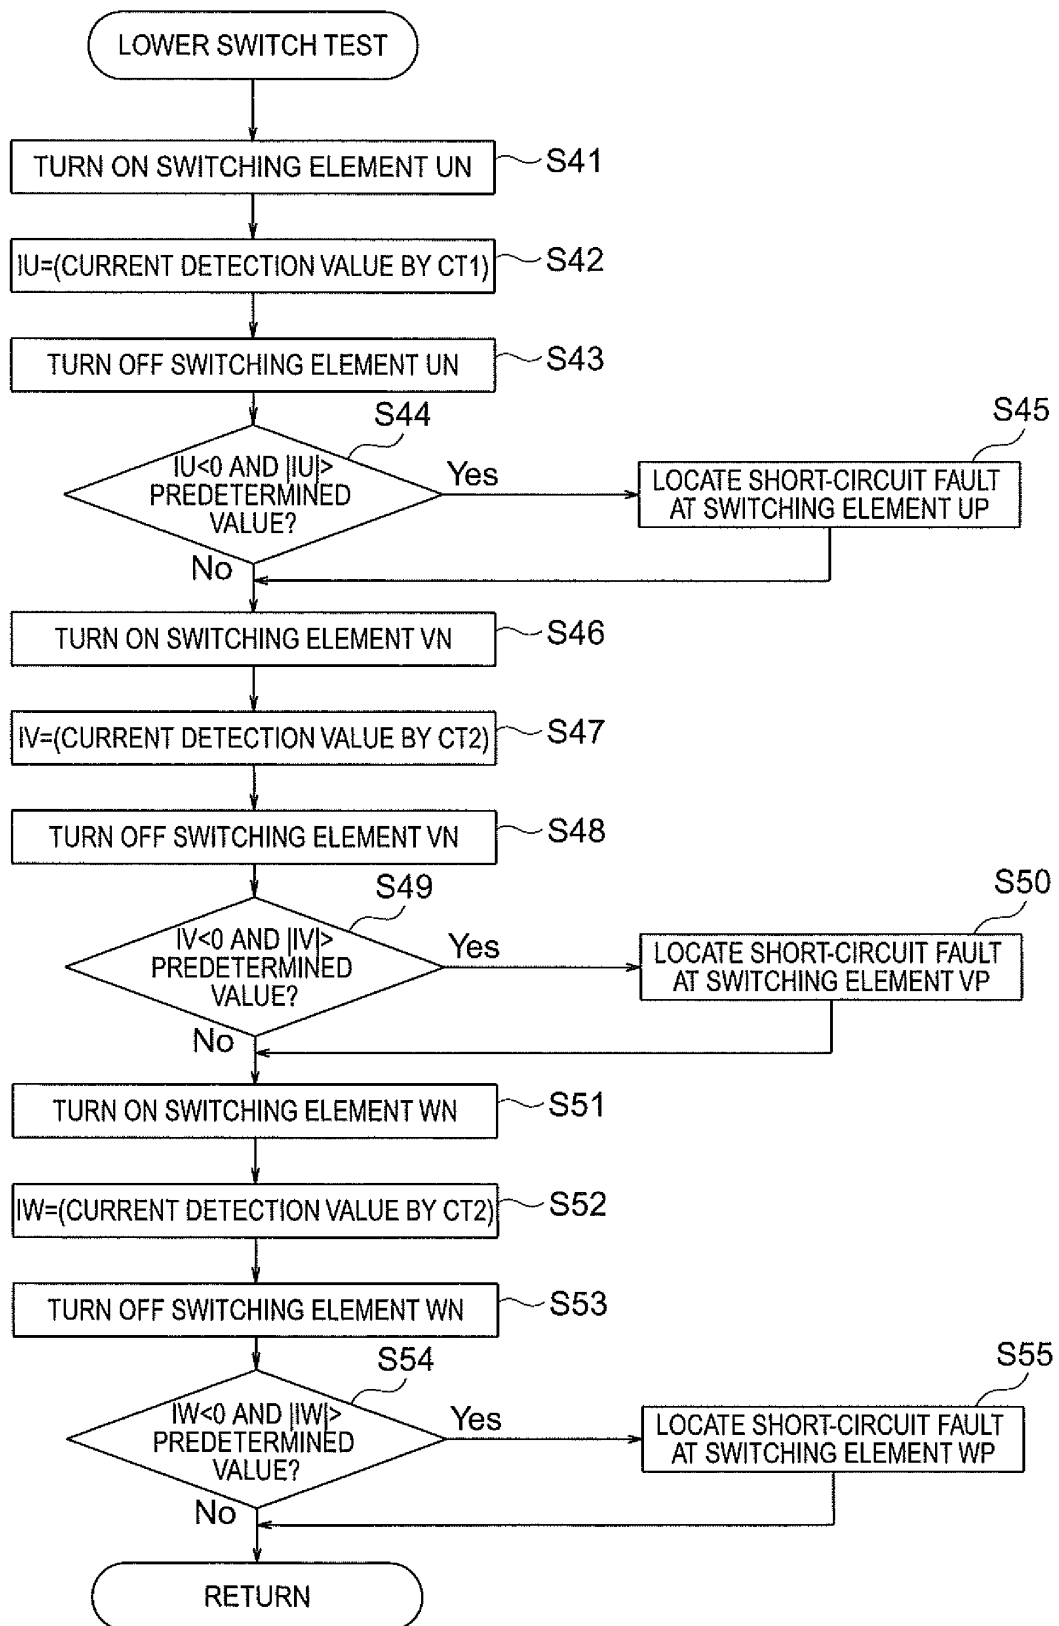 LOWER SWITCH TEST
TURN ON SWITCHING ELEMENT UN
S41
IU=(CURRENT DETECTION VALUE BY CT1)
S42
TURN OFF SWITCHING ELEMENT UN
S43
S44
IU<0 AND |IU|>
PREDETERMINED
VALUE?
Yes
No
S45
LOCATE SHORT-CIRCUIT FAULT
AT SWITCHING ELEMENT UP
TURN ON SWITCHING ELEMENT VN
S46
IV=(CURRENT DETECTION VALUE BY CT2)
S47
TURN OFF SWITCHING ELEMENT VN
S48
S49
IV<0 AND |IV|>
PREDETERMINED
VALUE?
Yes
No
S50
LOCATE SHORT-CIRCUIT FAULT
AT SWITCHING ELEMENT VP
TURN ON SWITCHING ELEMENT WN
S51
IW=(CURRENT DETECTION VALUE BY CT2)
S52
TURN OFF SWITCHING ELEMENT WN
S53
S54
IW<0 AND |IW|>
PREDETERMINED
VALUE?
Yes
No
S55
LOCATE SHORT-CIRCUIT FAULT
AT SWITCHING ELEMENT WP
RETURN